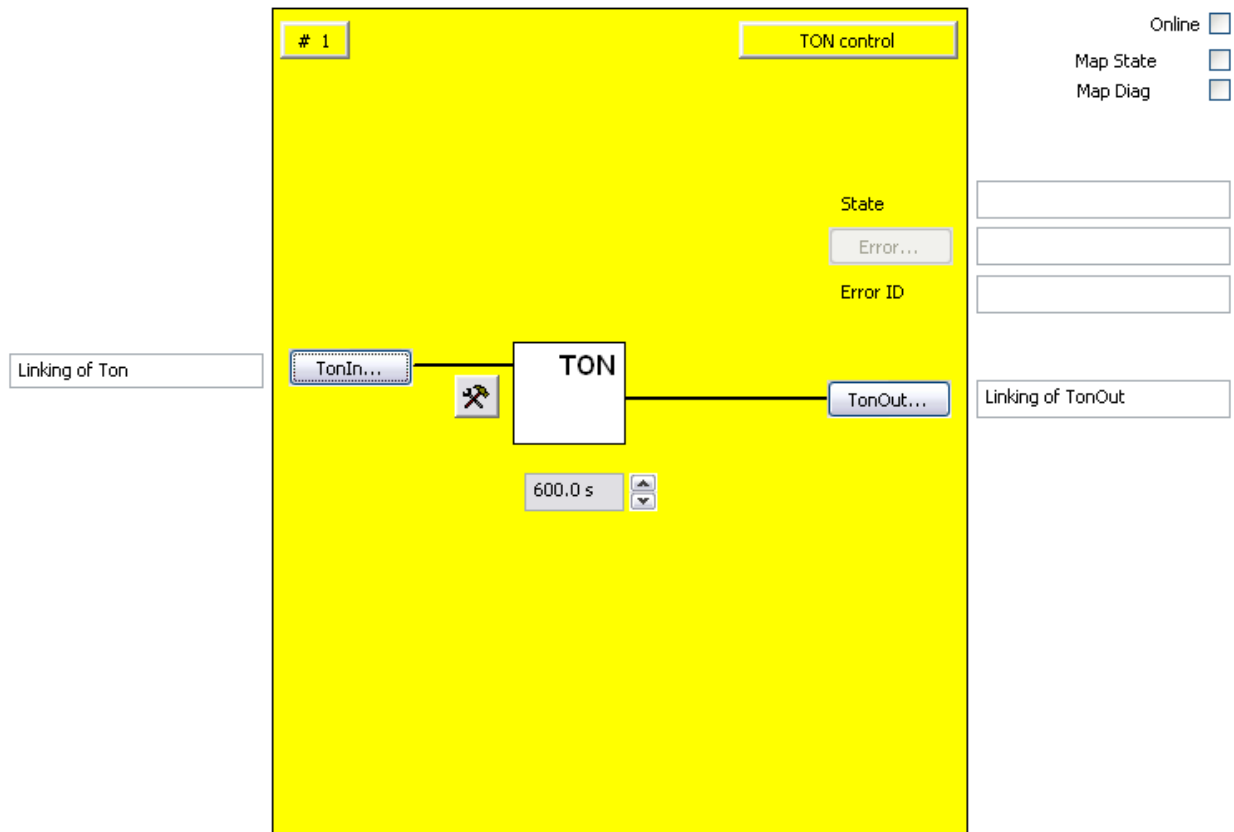 # 1
TON control
Online
Map State
Map Diag
State
Error...
Error ID
Linking of Ton
TonIn...
TON
TonOut...
Linking of TonOut
600.0 s